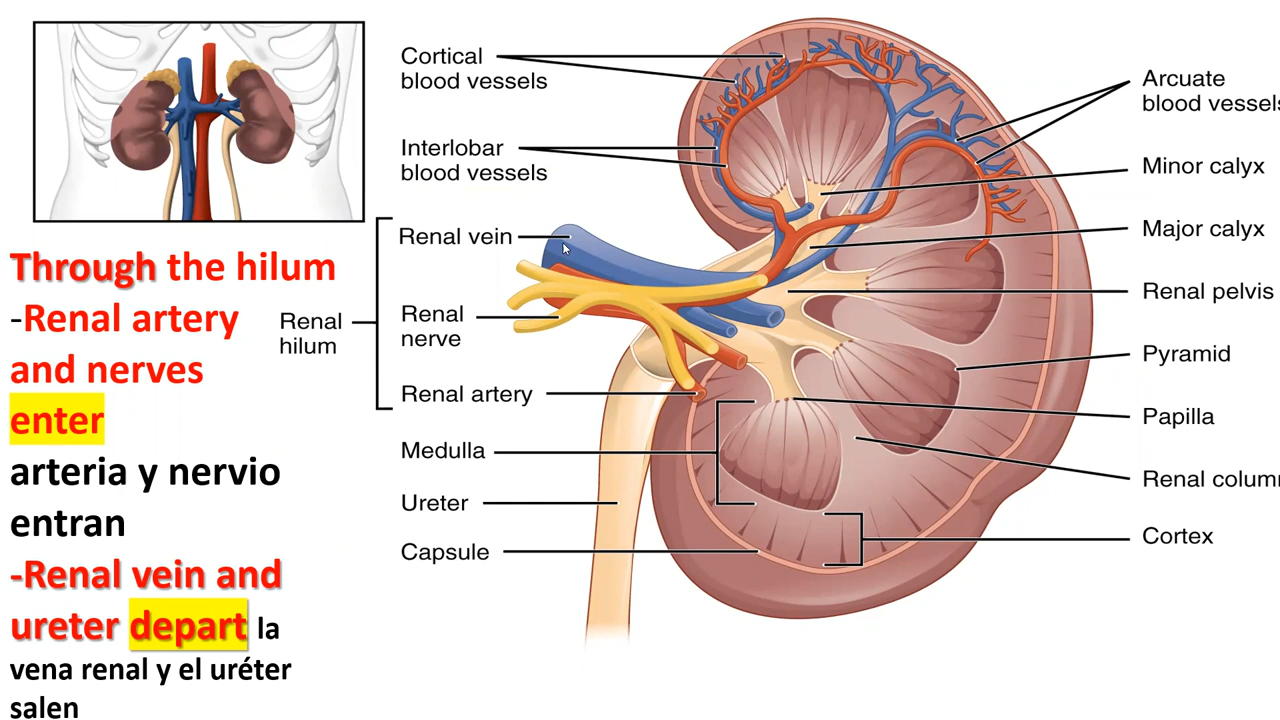 Through the hilum
-Renal artery
and nerves
enter
arteria y nervio
entran
-Renal vein and
ureter depart la
vena renal y el uréter
salen
Renal
hilum
Cortical
blood vessels
Interlobar
blood vessels
Renal vein
Renal
nerve
Renal artery
Medulla
Ureter
Capsule
Arcuate
blood vessels
Minor calyx
Major calyx
Renal pelvis
Pyramid
Papilla
Renal colum
Cortex